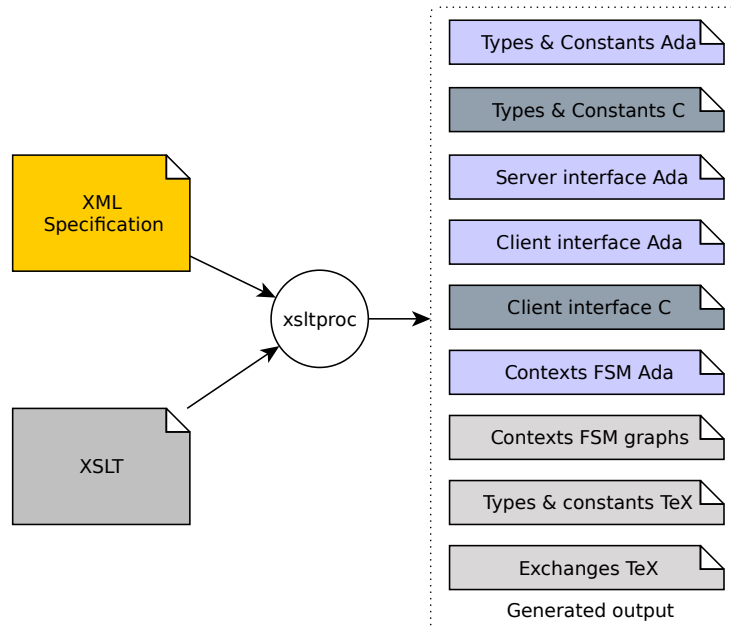 XML
Specification
XSLT
xsltproc
Types & Constants Ada
Types & Constants C
Server interface Ada
Client interface Ada
Client interface C
Contexts FSM Ada
Contexts FSM graphs
Types & constants TeX
Exchanges TeX
Generated output